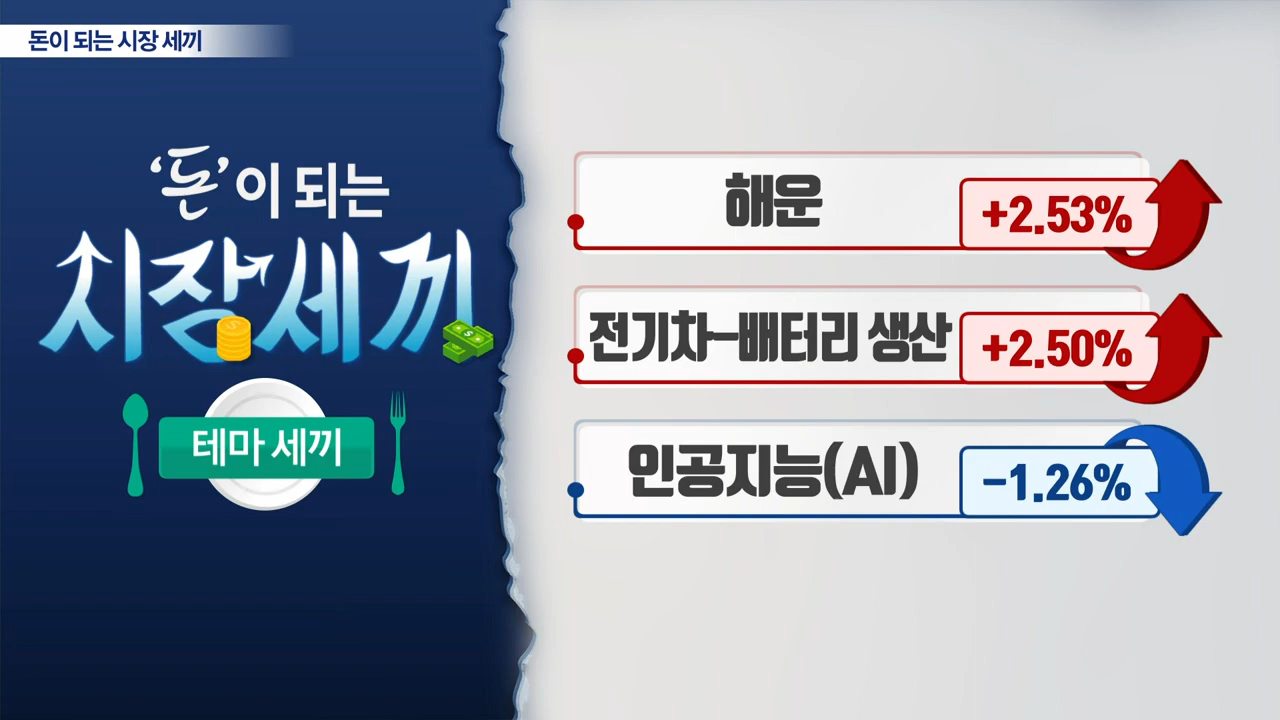 돈이 되는 시장 세끼
'돈'이 되는
시장세끼
테마 세끼
해운
+2.53%
전기차-배터리 생산
+2.50%
인공지능(AI)
-1.26%